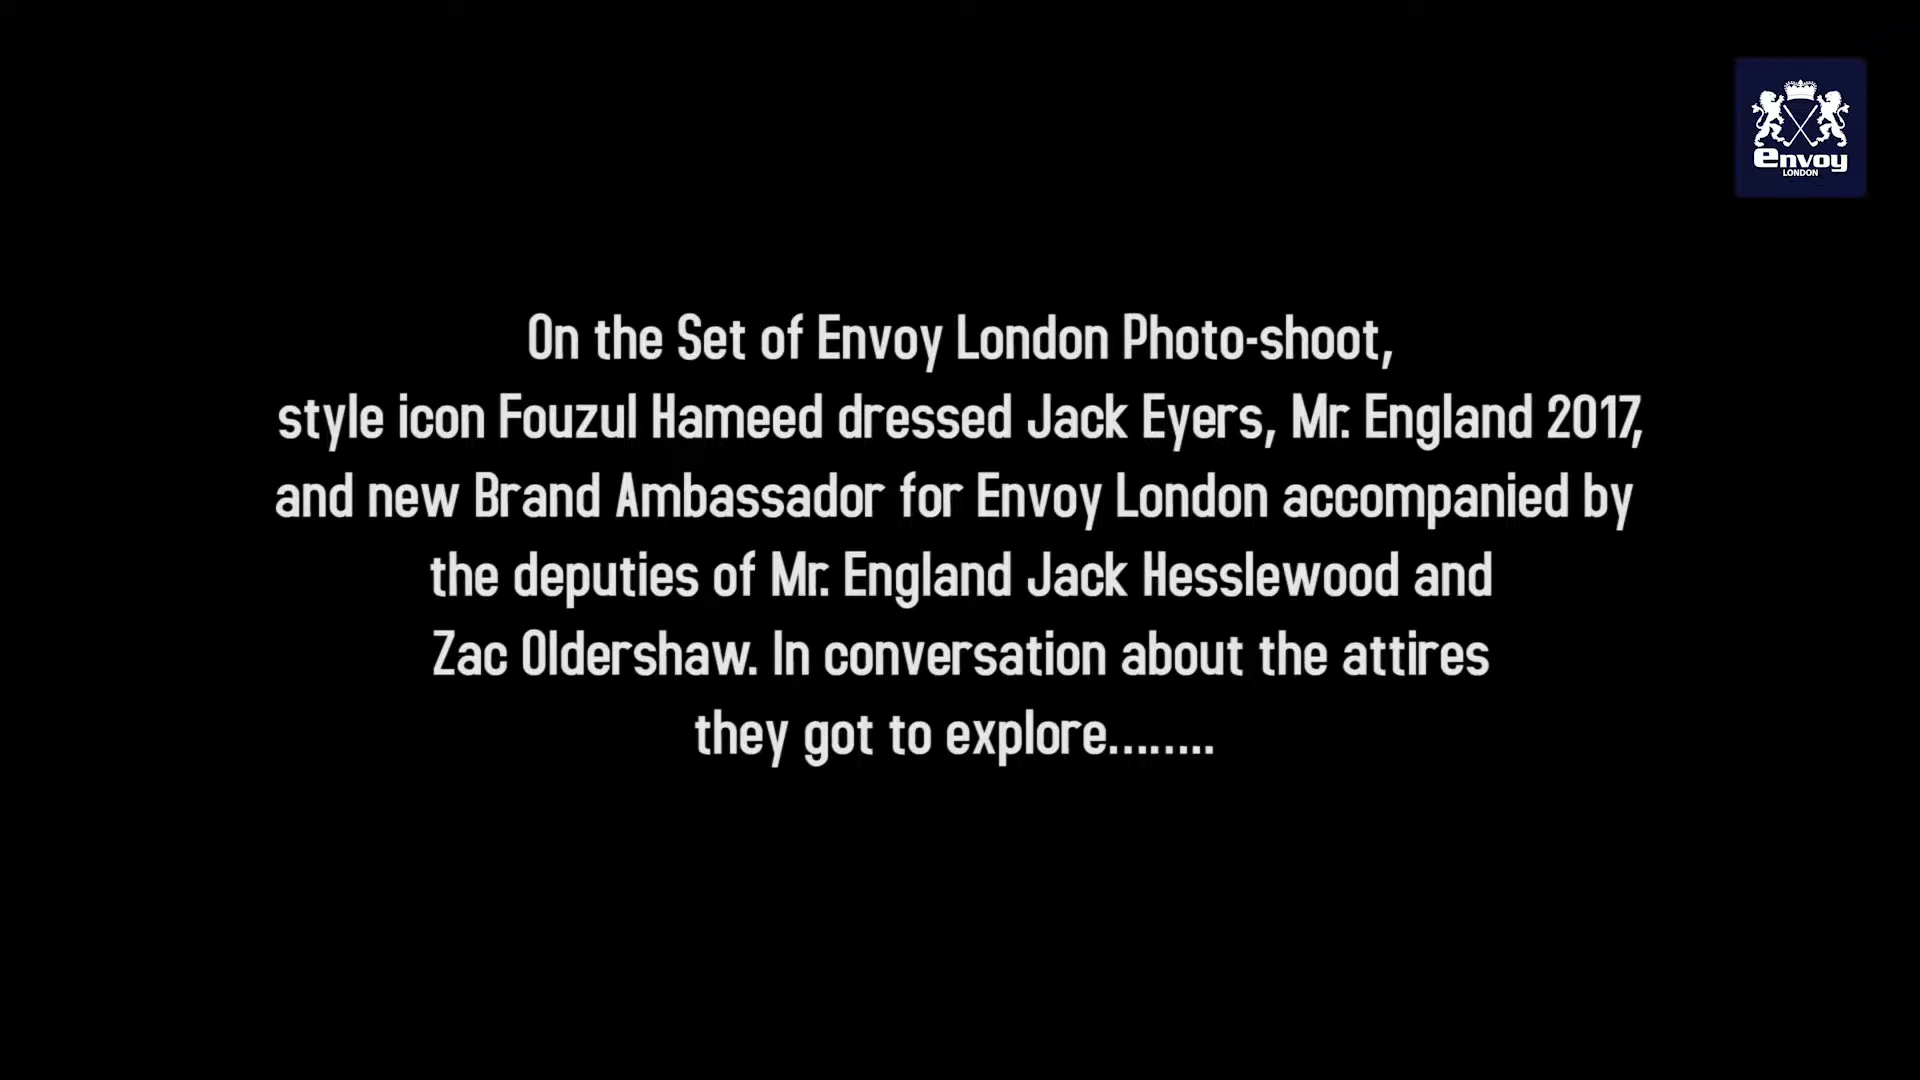 envoy
LONDON
On the Set of Envoy London Photo-shoot,
style icon Fouzul Hameed dressed Jack Eyers, Mr. England 2017,
and new Brand Ambassador for Envoy London accompanied by
the deputies of Mr. England Jack Hesslewood and
Zac Oldershaw. In conversation about the attires
they got to explore........